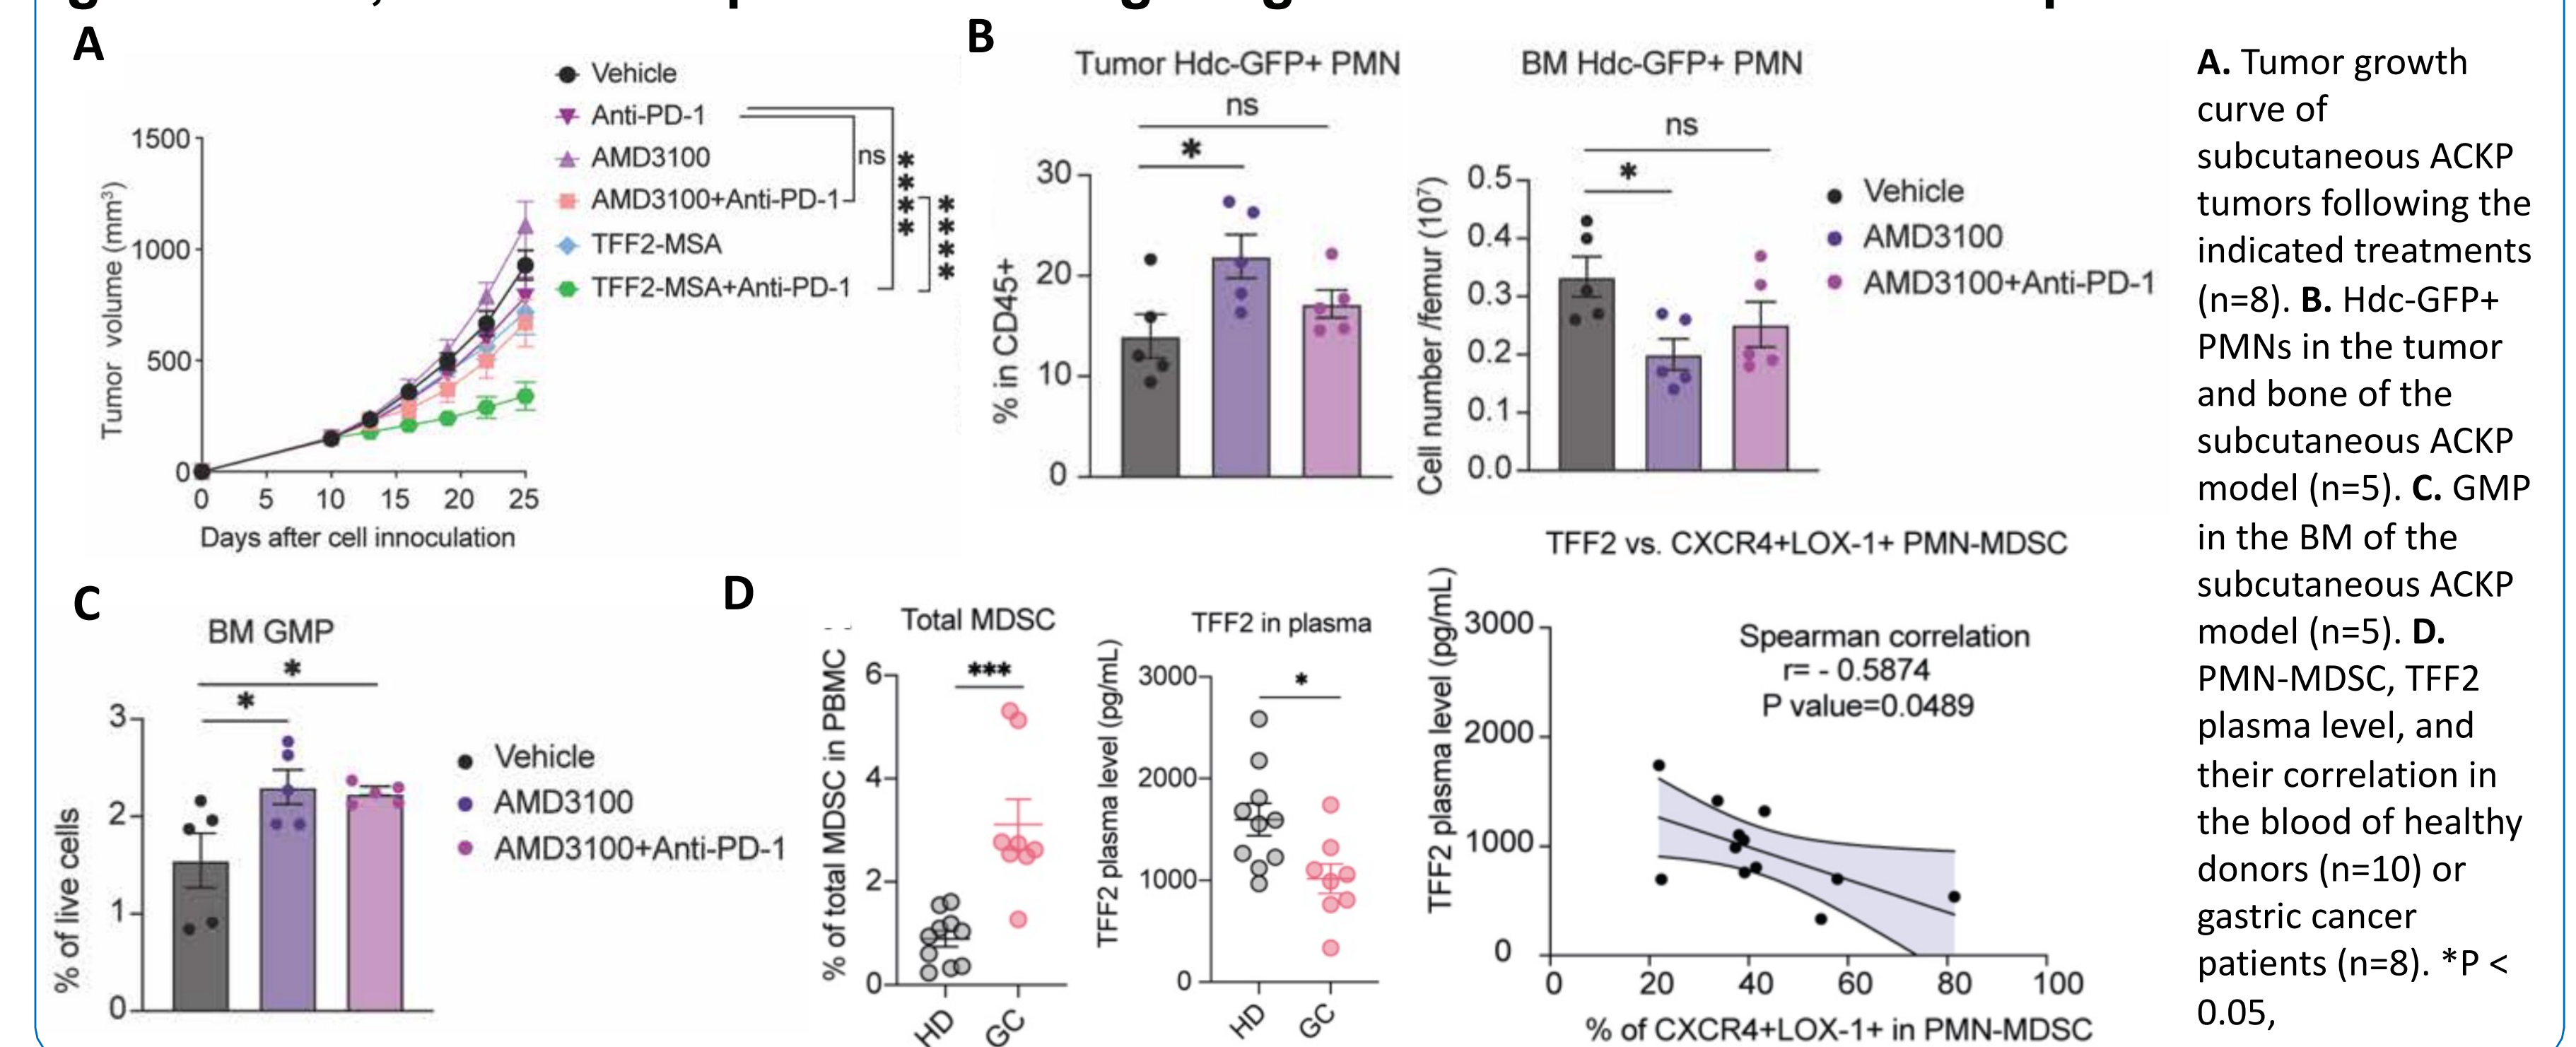 A
1500
1000
500
0
Tumor volume (mm³)
0 5 10 15 20 25
Days after cell innoculation
Vehicle
Anti-PD-1
AMD3100
AMD3100+Anti-PD-1
TFF2-MSA
TFF2-MSA+Anti-PD-1
ns
****
****
B
Tumor Hdc-GFP+ PMN
ns
*
30
20
10
0
% in CD45+
BM Hdc-GFP+ PMN
ns
*
0.5
0.4
0.3
0.2
0.1
0.0
Cell number /femur (10⁷)
Vehicle
AMD3100
AMD3100+Anti-PD-1
C
BM GMP
*
*
3
2
1
0
% of live cells
Vehicle
AMD3100
AMD3100+Anti-PD-1
D
Total MDSC
***
6
4
2
0
% of total MDSC in PBMC
HD GC
TFF2 in plasma
*
3000
2000
1000
0
TFF2 plasma level (pg/mL)
HD GC
TFF2 vs. CXCR4+LOX-1+ PMN-MDSC
Spearman correlation
r= - 0.5874
P value=0.0489
3000
2000
1000
0
TFF2 plasma level (pg/mL)
0 20 40 60 80 100
% of CXCR4+LOX-1+ in PMN-MDSC
A. Tumor growth
curve of
subcutaneous ACKP
tumors following the
indicated treatments
(n=8). B. Hdc-GFP+
PMNs in the tumor
and bone of the
subcutaneous ACKP
model (n=5). C. GMP
in the BM of the
subcutaneous ACKP
model (n=5). D.
PMN-MDSC, TFF2
plasma level, and
their correlation in
the blood of healthy
donors (n=10) or
gastric cancer
patients (n=8). *P <
0.05,